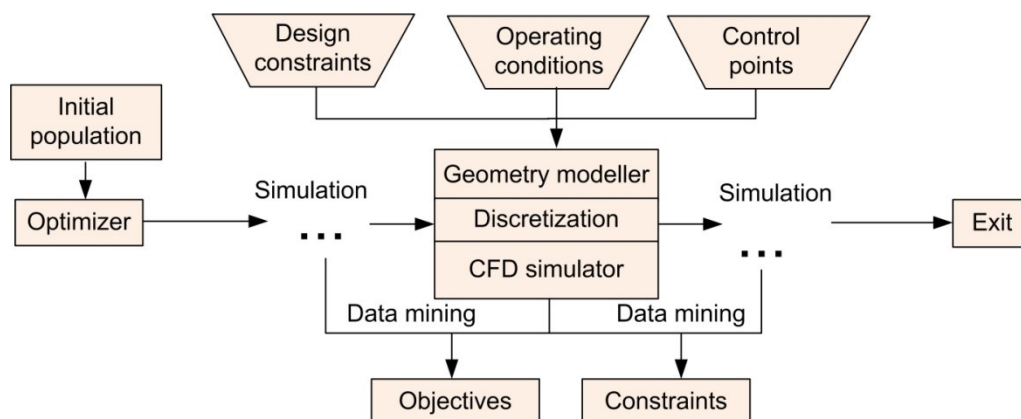 Design
constraints
Operating
conditions
Control
points
Initial
population
Optimizer
Simulation
...
Geometry modeller
Discretization
CFD simulator
Simulation
...
Exit
Data mining
Data mining
Objectives
Constraints